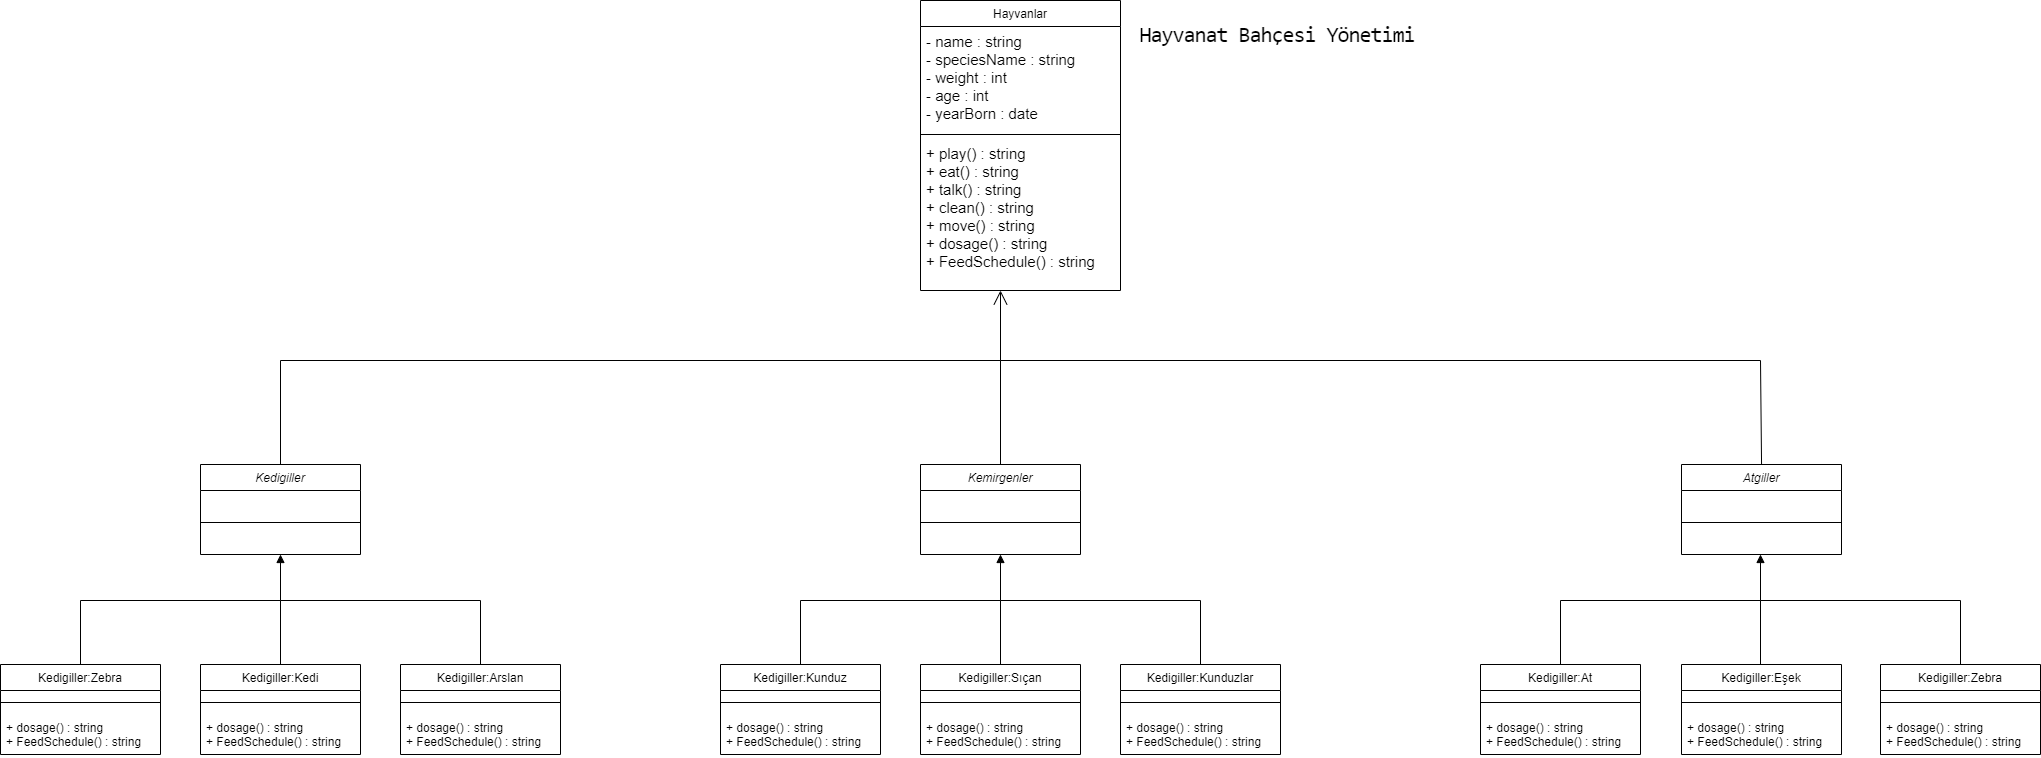 Hayvanlar
Hayvanat Bahçesi Yönetimi
- name : string
- speciesName : string
- weight : int
- age : int
- yearBorn : date
+ play() : string
+ eat() : string
+ talk() : string
+ clean() : string
+ move() : string
+ dosage() : string
+ FeedSchedule() : string
Kedigiller
Kemirgenler
Atgiller
Kedigiller:Zebra
+ dosage() : string
+ FeedSchedule() : string
Kedigiller:Kedi
+ dosage() : string
+ FeedSchedule() : string
Kedigiller:Arslan
+ dosage() : string
+ FeedSchedule() : string
Kedigiller:Kunduz
+ dosage() : string
+ FeedSchedule() : string
Kedigiller:Sıçan
+ dosage() : string
+ FeedSchedule() : string
Kedigiller:Kunduzlar
+ dosage() : string
+ FeedSchedule() : string
Kedigiller:At
+ dosage() : string
+ FeedSchedule() : string
Kedigiller:Eşek
+ dosage() : string
+ FeedSchedule() : string
Kedigiller:Zebra
+ dosage() : string
+ FeedSchedule() : string